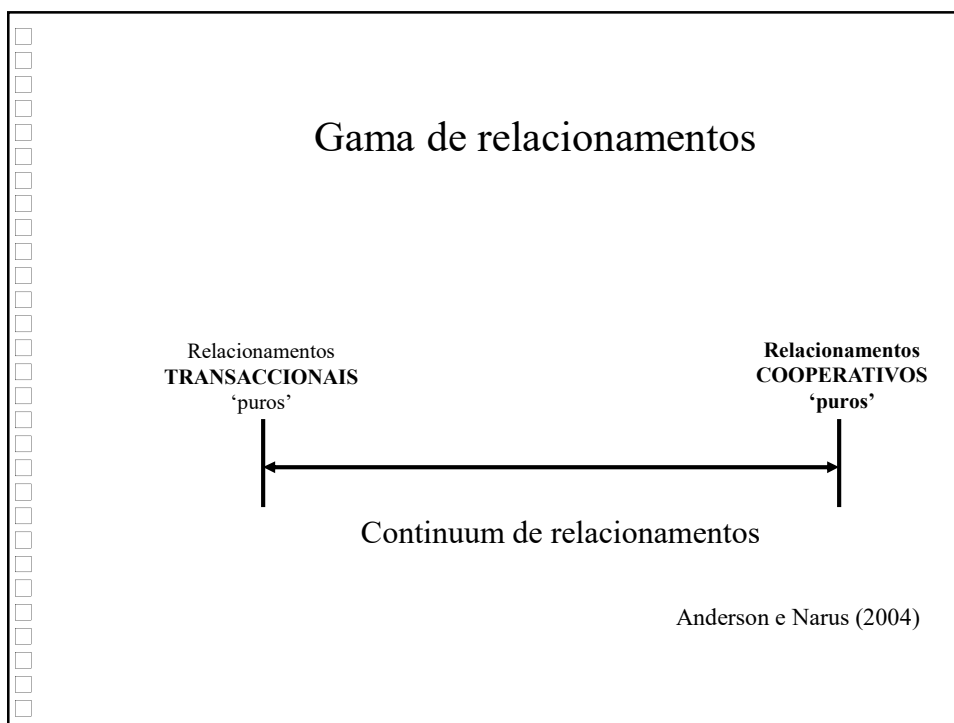 Gama de relacionamentos
Relacionamentos
TRANSACCIONAIS
‘puros’
Relacionamentos
COOPERATIVOS
‘puros’
Continuum de relacionamentos
Anderson e Narus (2004)